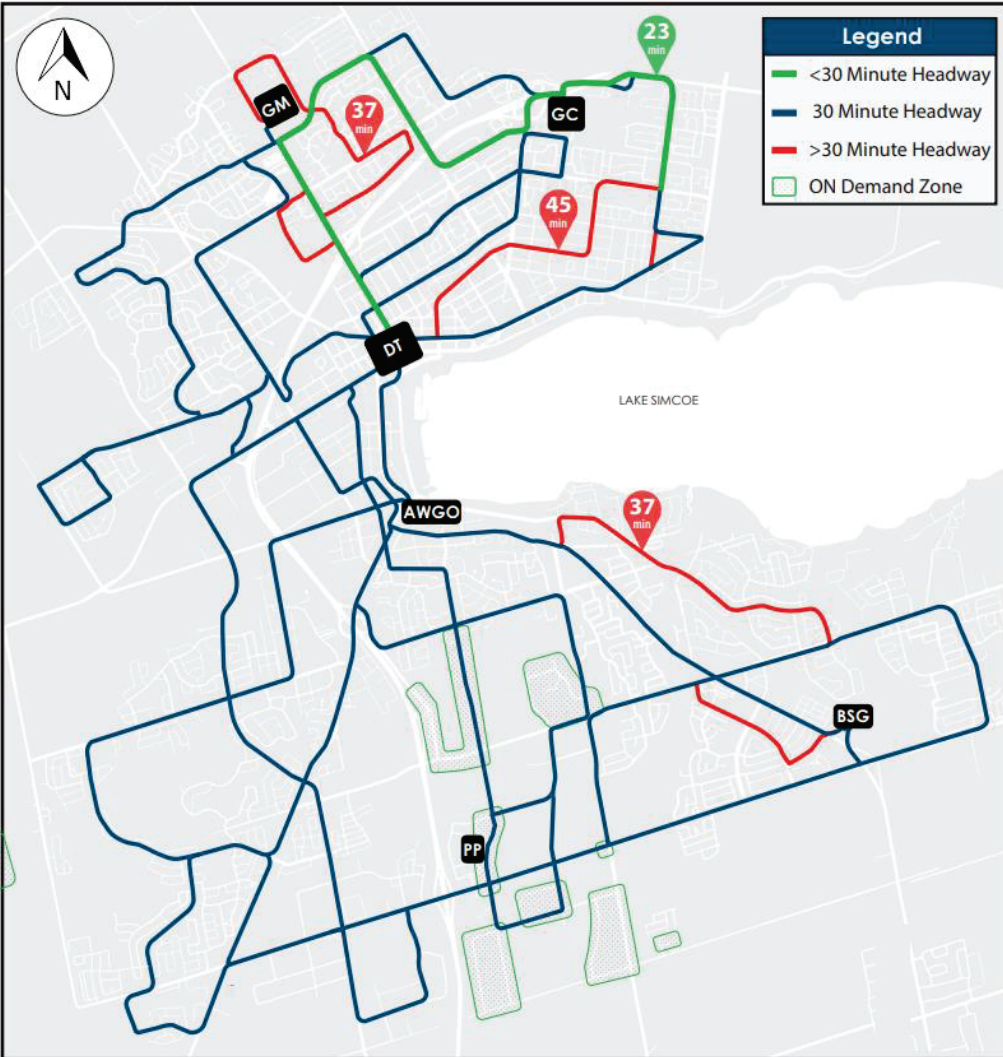 N
Legend
<30 Minute Headway
30 Minute Headway
>30 Minute Headway
ON Demand Zone
23
min
GM
37
min
GC
45
min
DT
LAKE SIMCOE
AWGO
37
min
BSG
PP